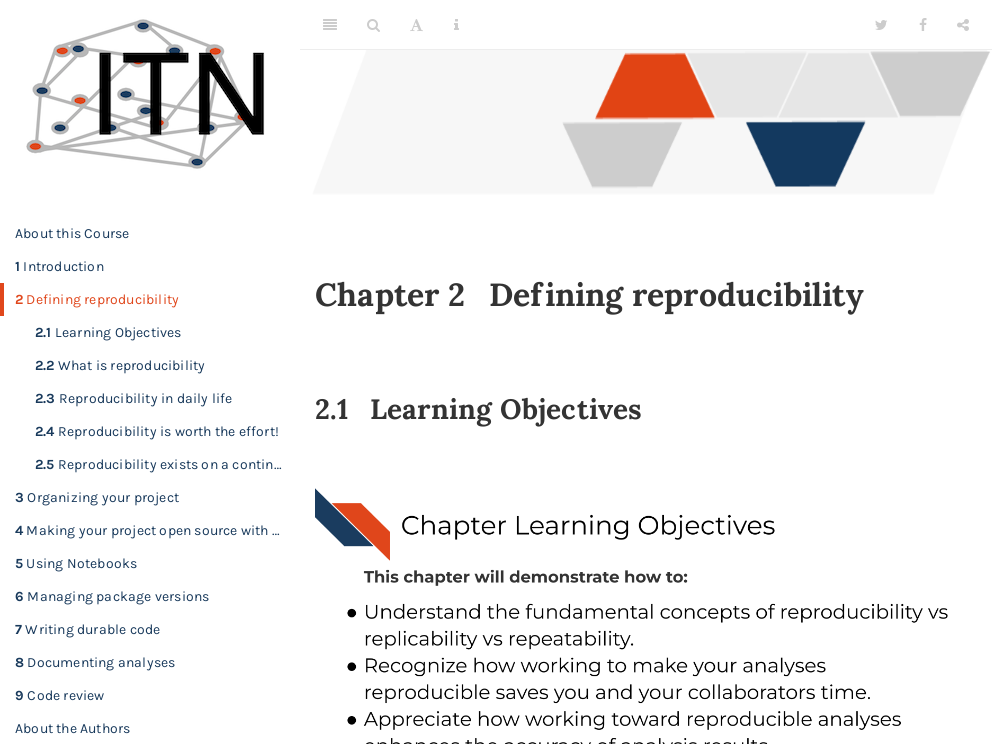 ITN
A
About this Course
1 Introduction
2 Defining reproducibility
2.1 Learning Objectives
2.2 What is reproducibility
2.3 Reproducibility in daily life
2.4 Reproducibility is worth the effort!
2.5 Reproducibility exists on a contin…
3 Organizing your project
4 Making your project open source with …
5 Using Notebooks
6 Managing package versions
7 Writing durable code
8 Documenting analyses
9 Code review
About the Authors
Chapter 2 Defining reproducibility
2.1 Learning Objectives
Chapter Learning Objectives
This chapter will demonstrate how to:
● Understand the fundamental concepts of reproducibility vs
replicability vs repeatability.
● Recognize how working to make your analyses
reproducible saves you and your collaborators time.
● Appreciate how working toward reproducible analyses
enhances the accuracy of analysis results.